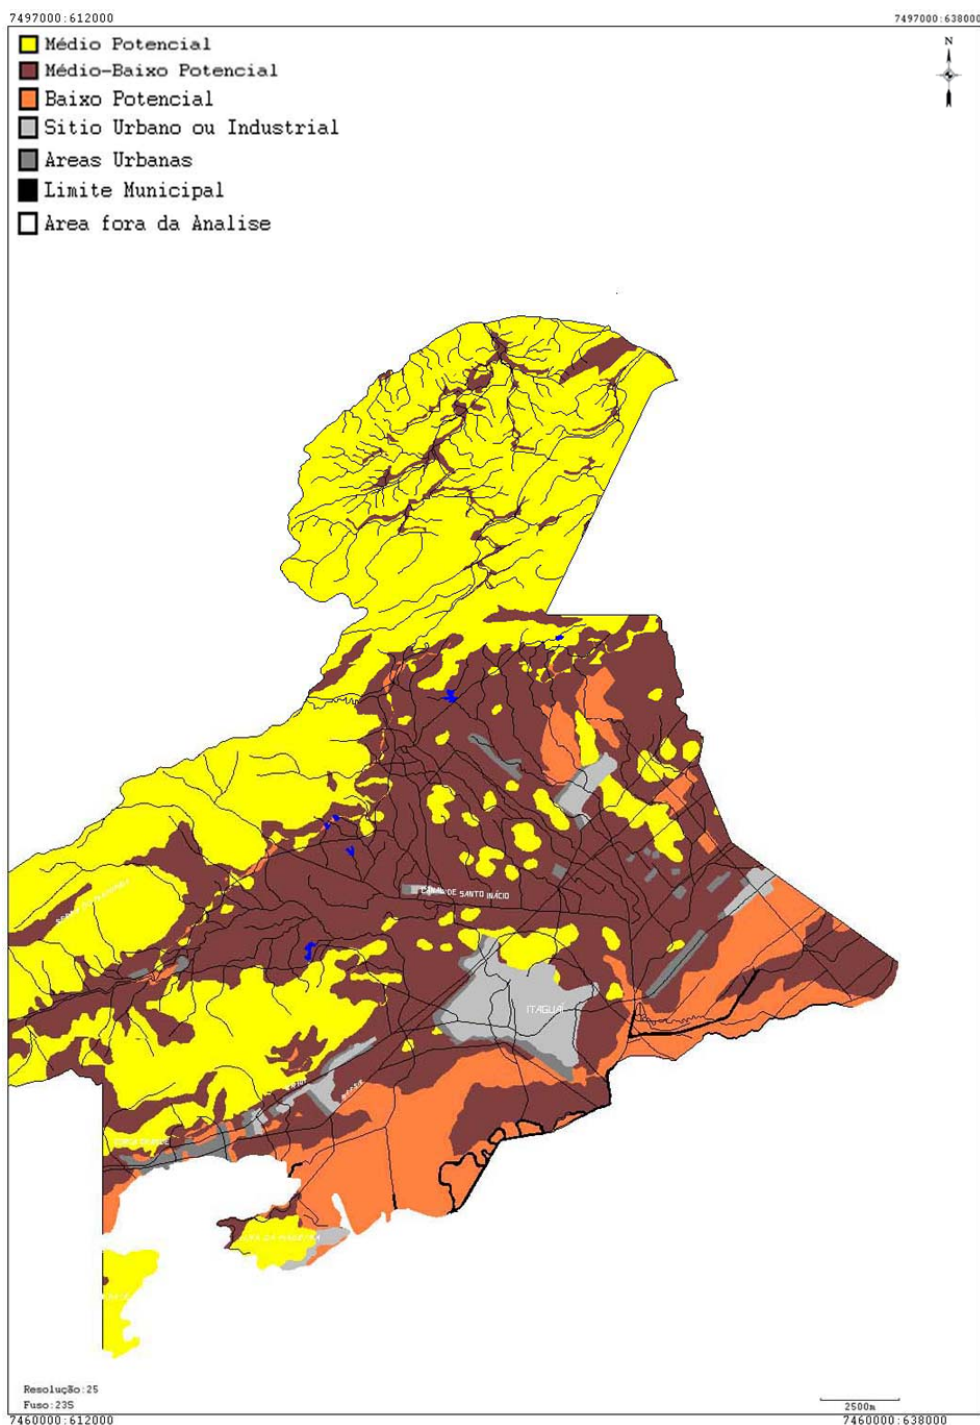 7497000:612000
7497000:638000
N
Médio Potencial
Médio-Baixo Potencial
Baixo Potencial
Sitio Urbano ou Industrial
Areas Urbanas
Limite Municipal
Area fora da Analise
CANAL DE SANTO INÁCIO
ITAGUAÍ
Resolução:25
Fuso:23S
2500m
7460000:612000
7460000:638000